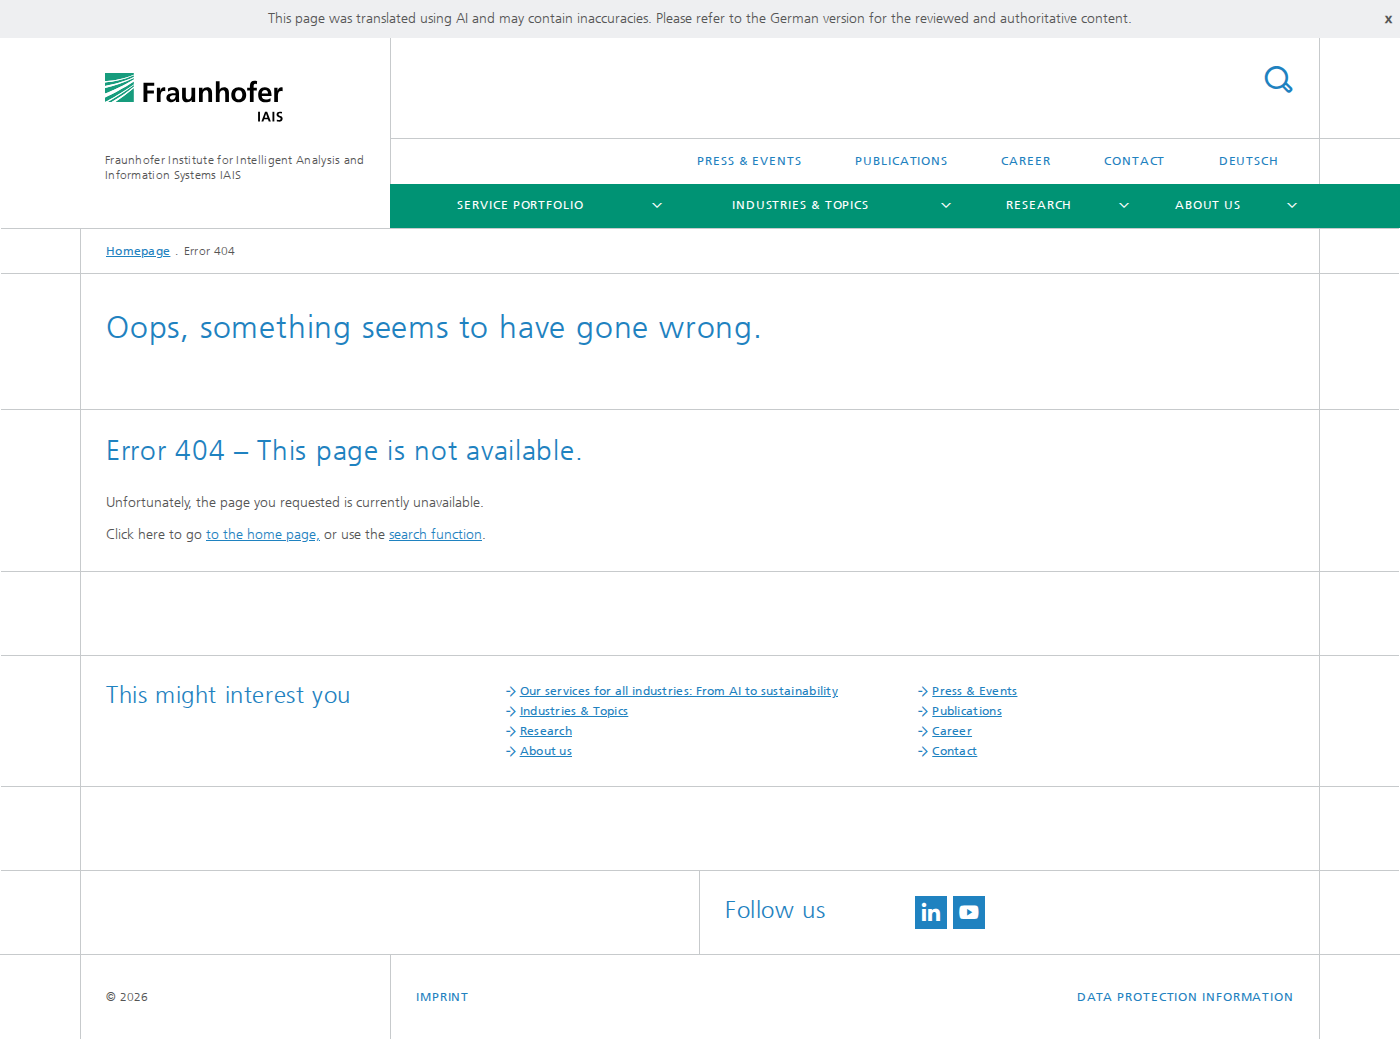 This page was translated using AI and may contain inaccuracies. Please refer to the German version for the reviewed and authoritative content.
x
Fraunhofer
IAIS
Fraunhofer Institute for Intelligent Analysis and
Information Systems IAIS
PRESS & EVENTS
PUBLICATIONS
CAREER
CONTACT
DEUTSCH
SERVICE PORTFOLIO
INDUSTRIES & TOPICS
RESEARCH
ABOUT US
Homepage . Error 404
Oops, something seems to have gone wrong.
Error 404 – This page is not available.
Unfortunately, the page you requested is currently unavailable.
Click here to go to the home page, or use the search function.
This might interest you
Our services for all industries: From AI to sustainability
Industries & Topics
Research
About us
Press & Events
Publications
Career
Contact
Follow us
in
© 2026
IMPRINT
DATA PROTECTION INFORMATION